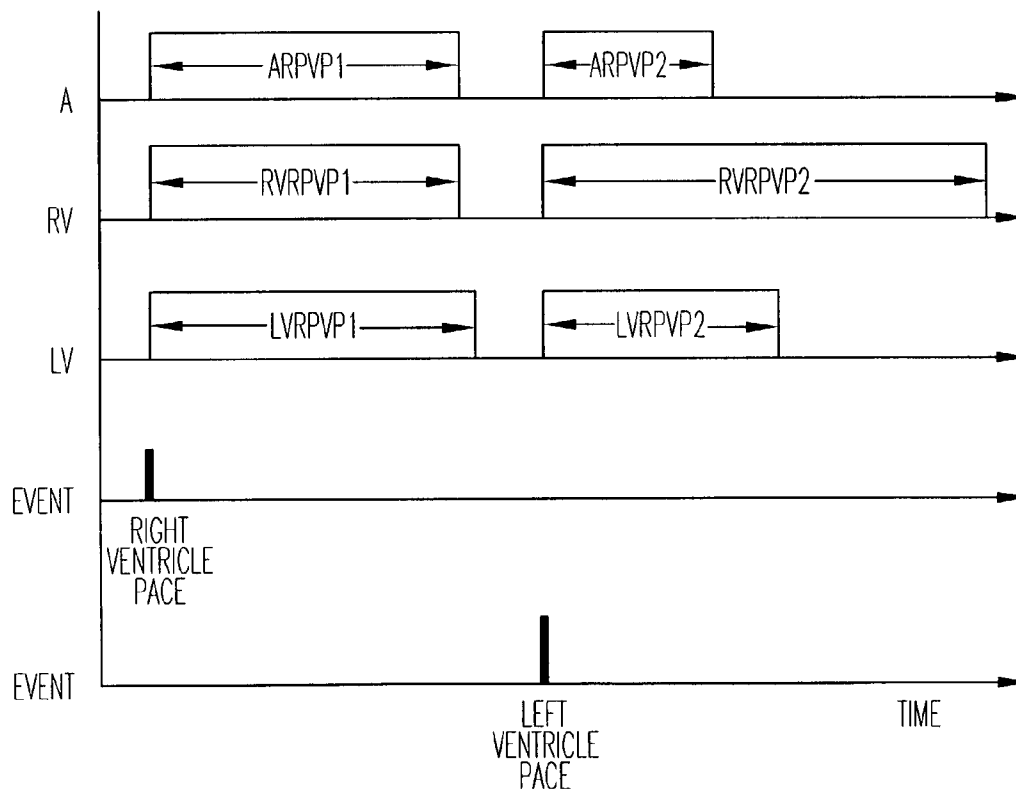 ARPVP1
ARPVP2
A
RVRPVP1
RVRPVP2
RV
LVRPVP1
LVRPVP2
LV
EVENT
RIGHT
VENTRICLE
PACE
EVENT
LEFT
VENTRICLE
PACE
TIME